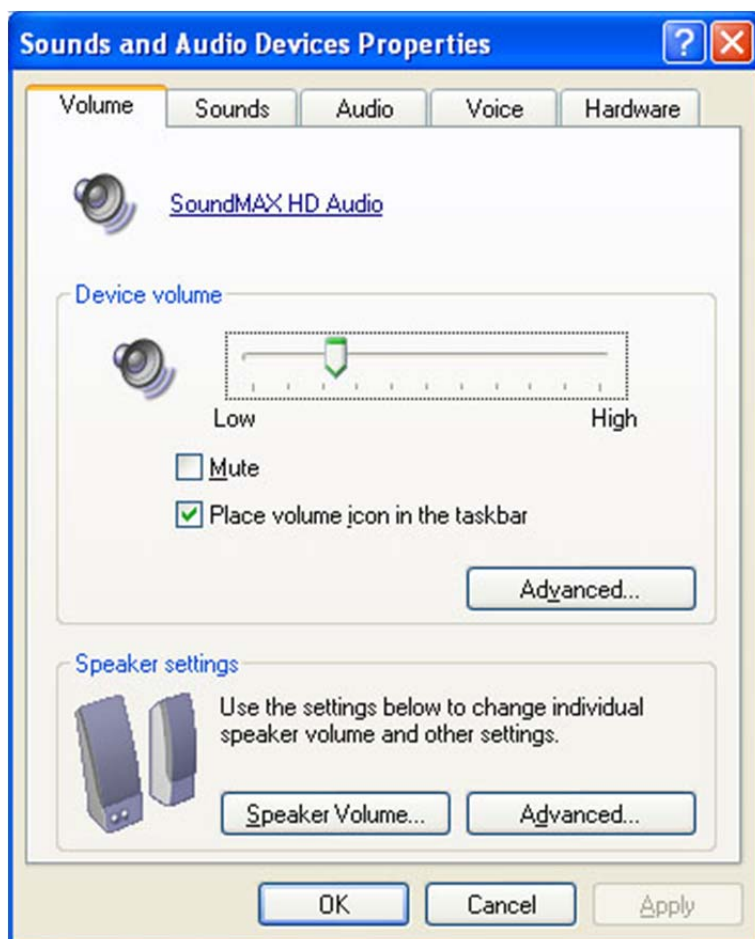 Sounds and Audio Devices Properties
Volume
Sounds
Audio
Voice
Hardware
SoundMAX HD Audio
Device volume
Low
High
Mute
Place volume icon in the taskbar
Advanced...
Speaker settings
Use the settings below to change individual
speaker volume and other settings.
Speaker Volume...
Advanced...
OK
Cancel
Apply